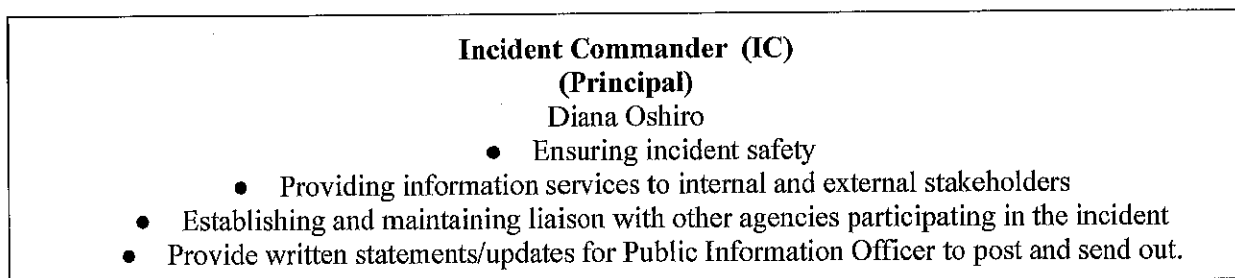 Incident Commander (IC)
(Principal)
Diana Oshiro
● Ensuring incident safety
● Providing information services to internal and external stakeholders
● Establishing and maintaining liaison with other agencies participating in the incident
● Provide written statements/updates for Public Information Officer to post and send out.